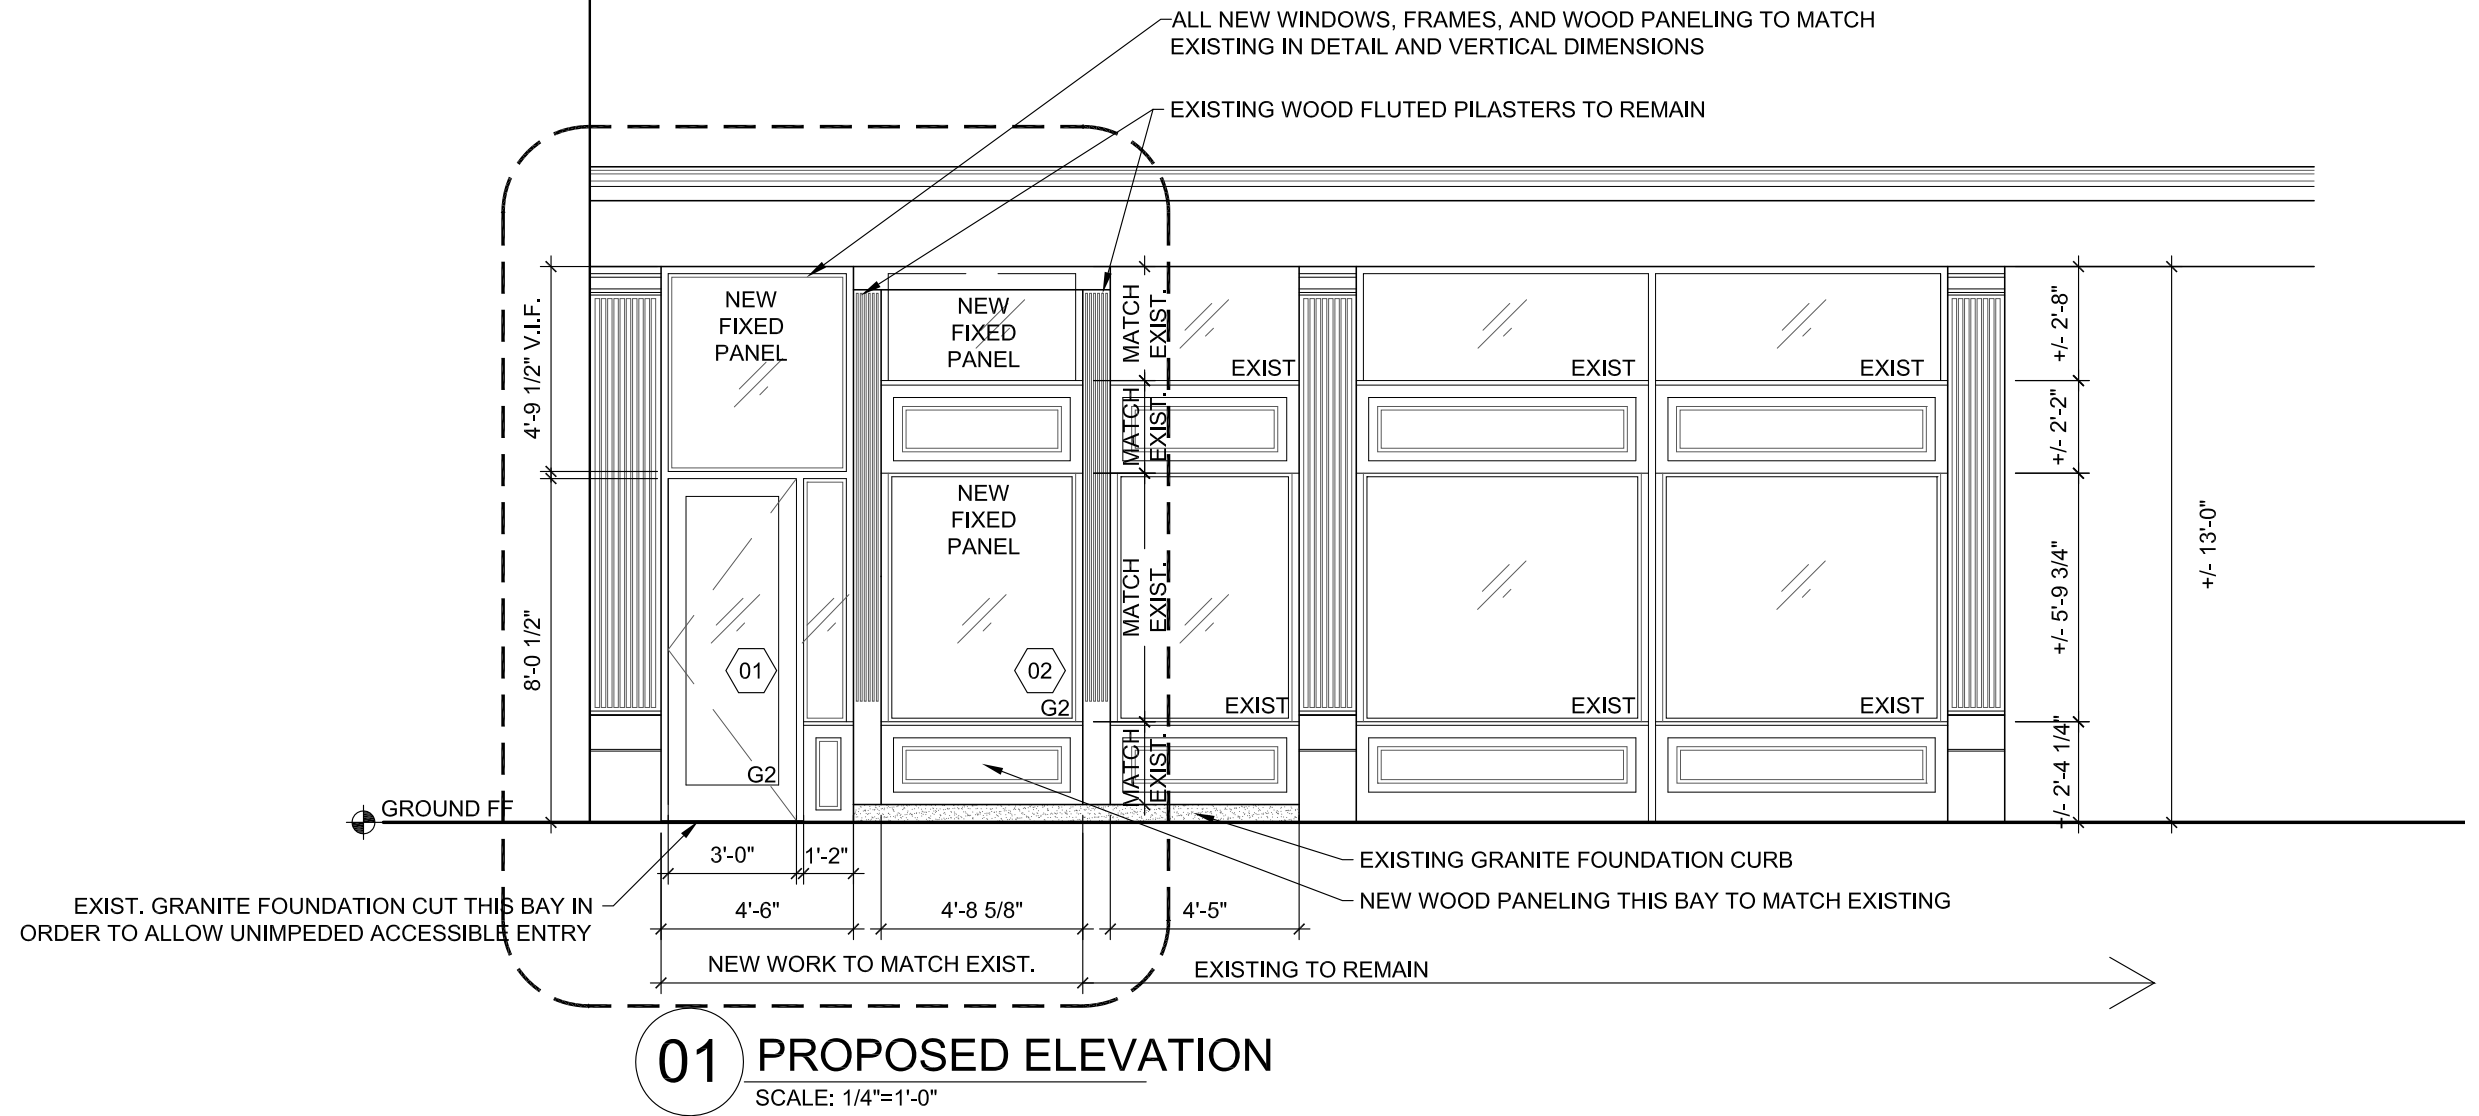 ALL NEW WINDOWS, FRAMES, AND WOOD PANELING TO MATCH
EXISTING IN DETAIL AND VERTICAL DIMENSIONS
EXISTING WOOD FLUTED PILASTERS TO REMAIN
4'-9 1/2" V.I.F.
8'-0 1/2"
NEW
FIXED
PANEL
NEW
FIXED
PANEL
MATCH
EXIST.
EXIST
EXIST
EXIST
+/- 2'-8"
MATCH
EXIST.
+/- 2'-2"
NEW
FIXED
PANEL
MATCH
EXIST.
+/- 5'-9 3/4"
+/- 13'-0"
01
02
G2
EXIST
EXIST
EXIST
G2
MATCH
EXIST.
+/- 2'-4 1/4"
GROUND FF
3'-0"
1'-2"
EXISTING GRANITE FOUNDATION CURB
NEW WOOD PANELING THIS BAY TO MATCH EXISTING
EXIST. GRANITE FOUNDATION CUT THIS BAY IN
ORDER TO ALLOW UNIMPEDED ACCESSIBLE ENTRY
4'-6"
4'-8 5/8"
4'-5"
NEW WORK TO MATCH EXIST.
EXISTING TO REMAIN
01
PROPOSED ELEVATION
SCALE: 1/4"=1'-0"